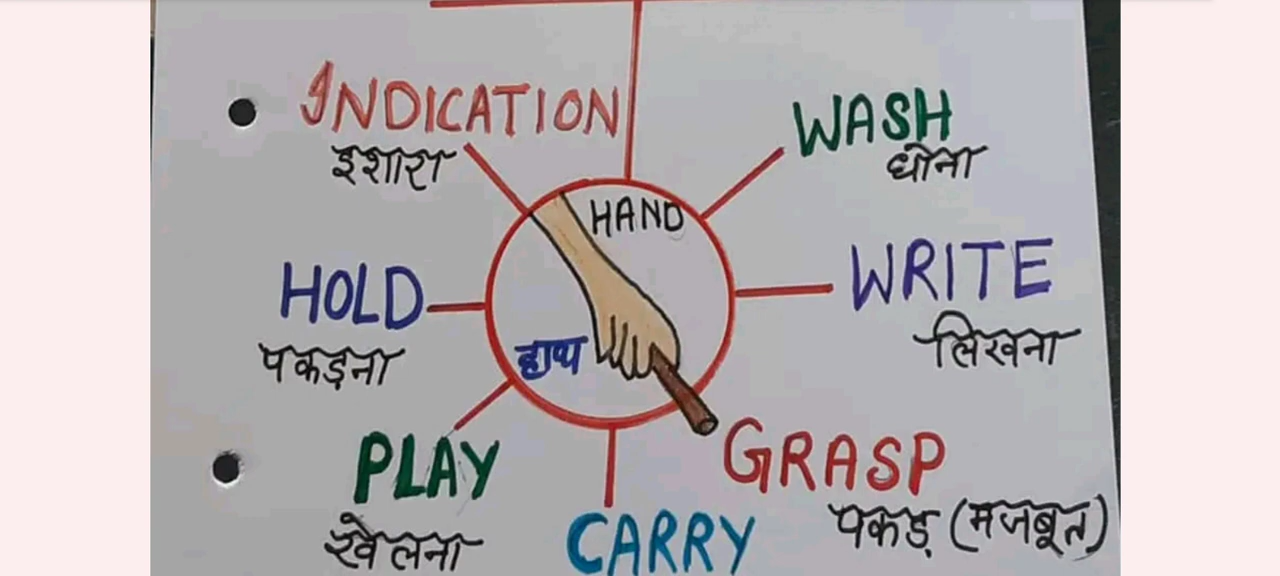 INDICATION
इशारा
WASH
धोना
HAND
हाथ
HOLD
पकड़ना
WRITE
लिखना
PLAY
खेलना
CARRY
GRASP
पकड़ (मजबूत)